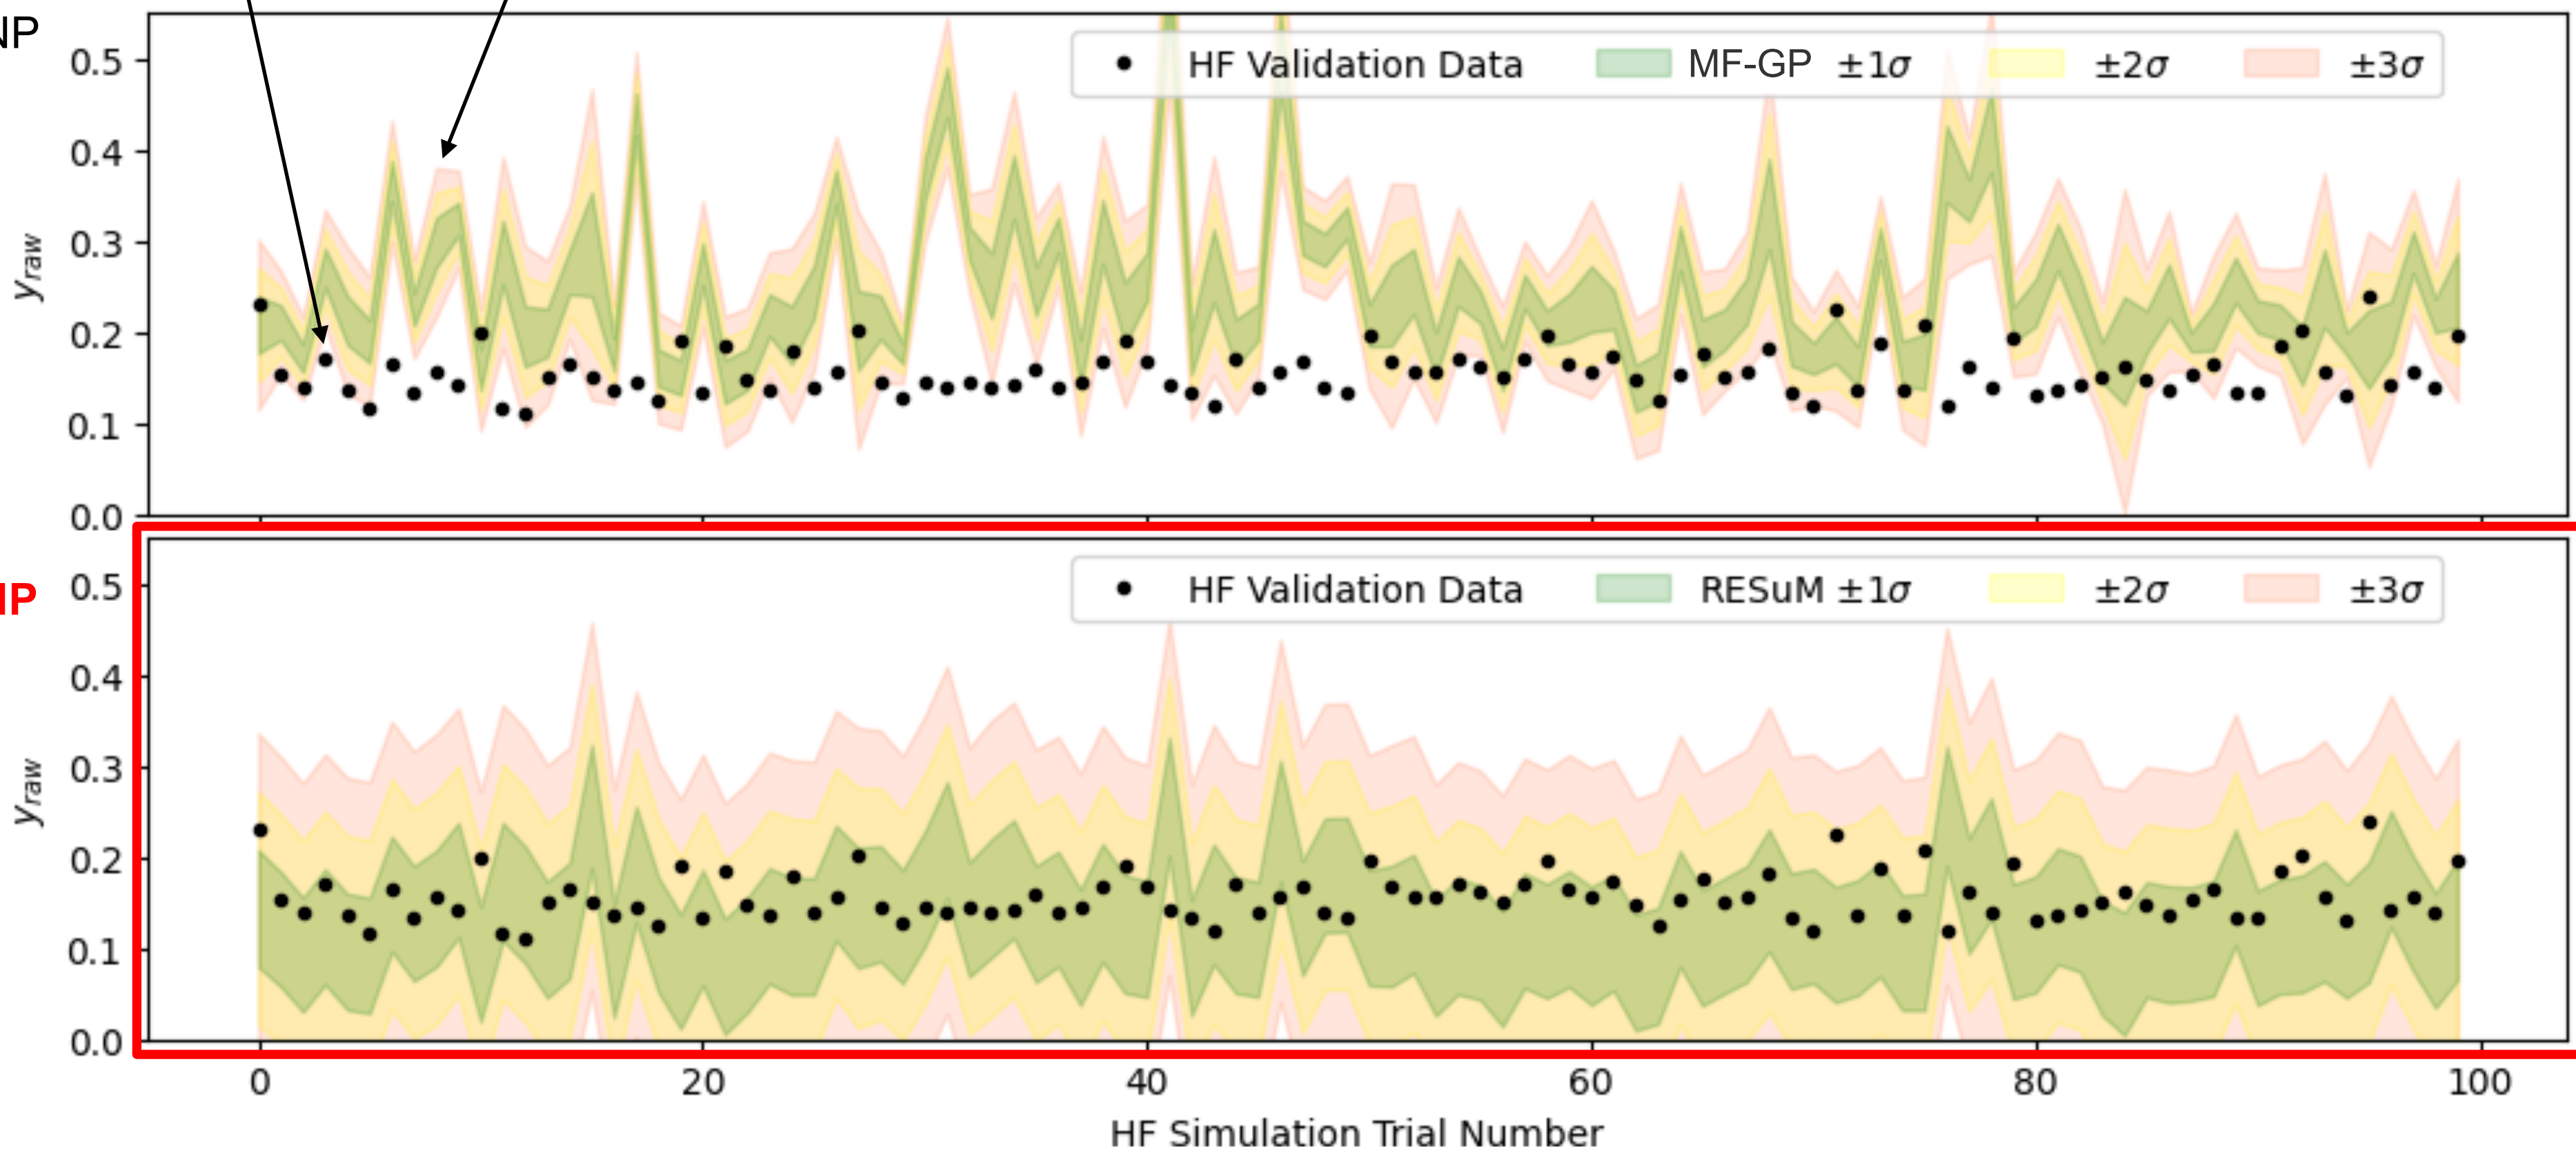 NP
0.5
0.4
0.3
0.2
0.1
0.0
y_raw
HF Validation Data MF-GP ±1σ ±2σ ±3σ
0.5
0.4
0.3
0.2
0.1
0.0
y_raw
HF Validation Data RESuM ±1σ ±2σ ±3σ
0 20 40 60 80 100
HF Simulation Trial Number